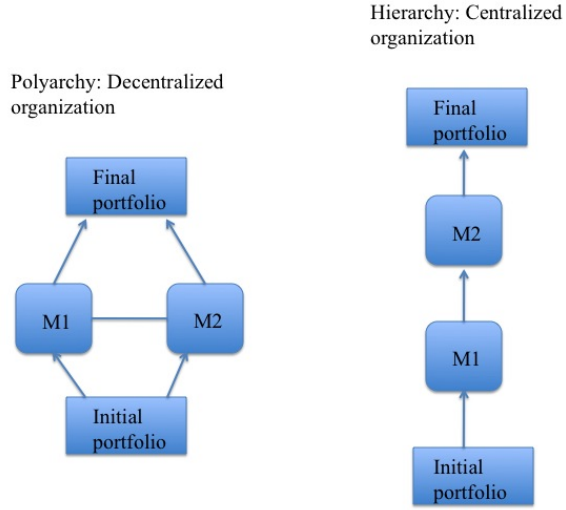 Polyarchy: Decentralized
organization
Final
portfolio
M1
M2
Initial
portfolio
Hierarchy: Centralized
organization
Final
portfolio
M2
M1
Initial
portfolio